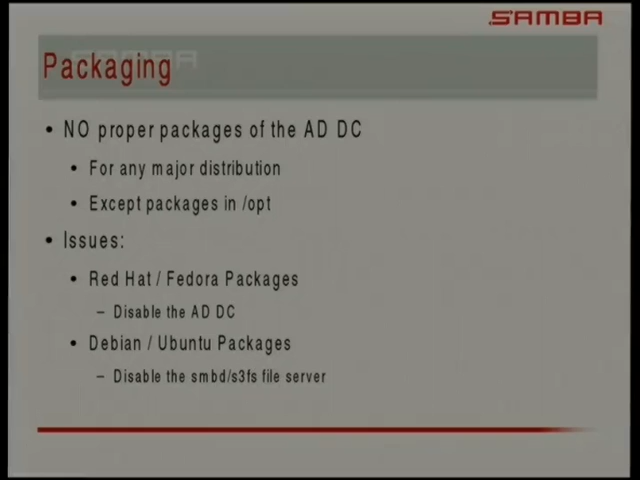 SAMBA
Packaging
• NO proper packages of the AD DC
• For any major distribution
• Except packages in /opt
• Issues:
• Red Hat / Fedora Packages
– Disable the AD DC
• Debian / Ubuntu Packages
– Disable the smbd/s3fs file server